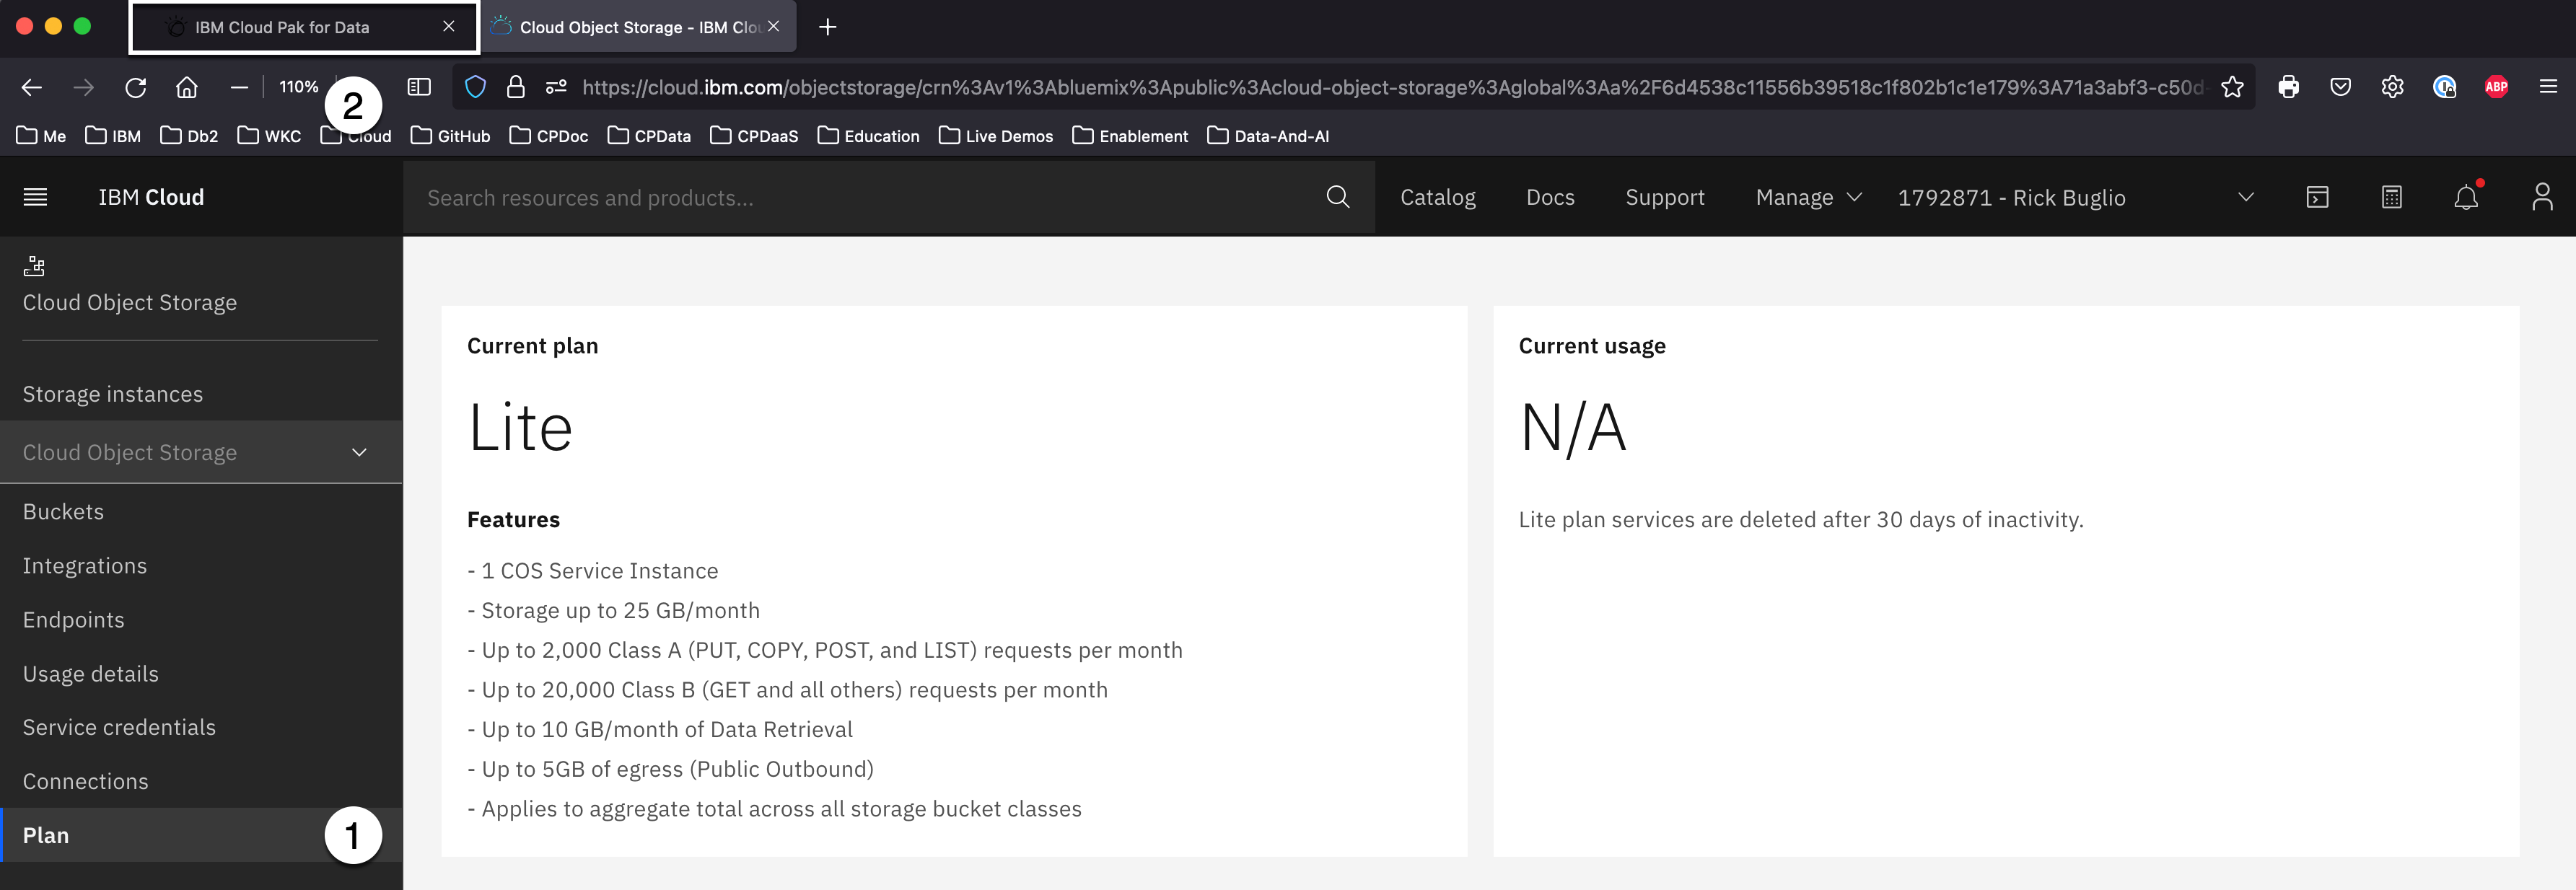 IBM Cloud Pak for Data
Cloud Object Storage - IBM Clou
110%
https://cloud.ibm.com/objectstorage/crn%3Av1%3Abluemix%3Apublic%3Acloud-object-storage%3Aglobal%3Aa%2F6d4538c11556b39518c1f802b1c1e179%3A71a3abf3-c50d-
ABP
2
Me IBM Db2 WKC Cloud GitHub CPDoc CPData CPDaaS Education Live Demos Enablement Data-And-AI
IBM Cloud
Search resources and products...
Catalog Docs Support Manage 1792871 - Rick Buglio
Cloud Object Storage
Storage instances
Cloud Object Storage
Buckets
Integrations
Endpoints
Usage details
Service credentials
Connections
Plan
1
Current plan
Lite
Features
- 1 COS Service Instance
- Storage up to 25 GB/month
- Up to 2,000 Class A (PUT, COPY, POST, and LIST) requests per month
- Up to 20,000 Class B (GET and all others) requests per month
- Up to 10 GB/month of Data Retrieval
- Up to 5GB of egress (Public Outbound)
- Applies to aggregate total across all storage bucket classes
Current usage
N/A
Lite plan services are deleted after 30 days of inactivity.